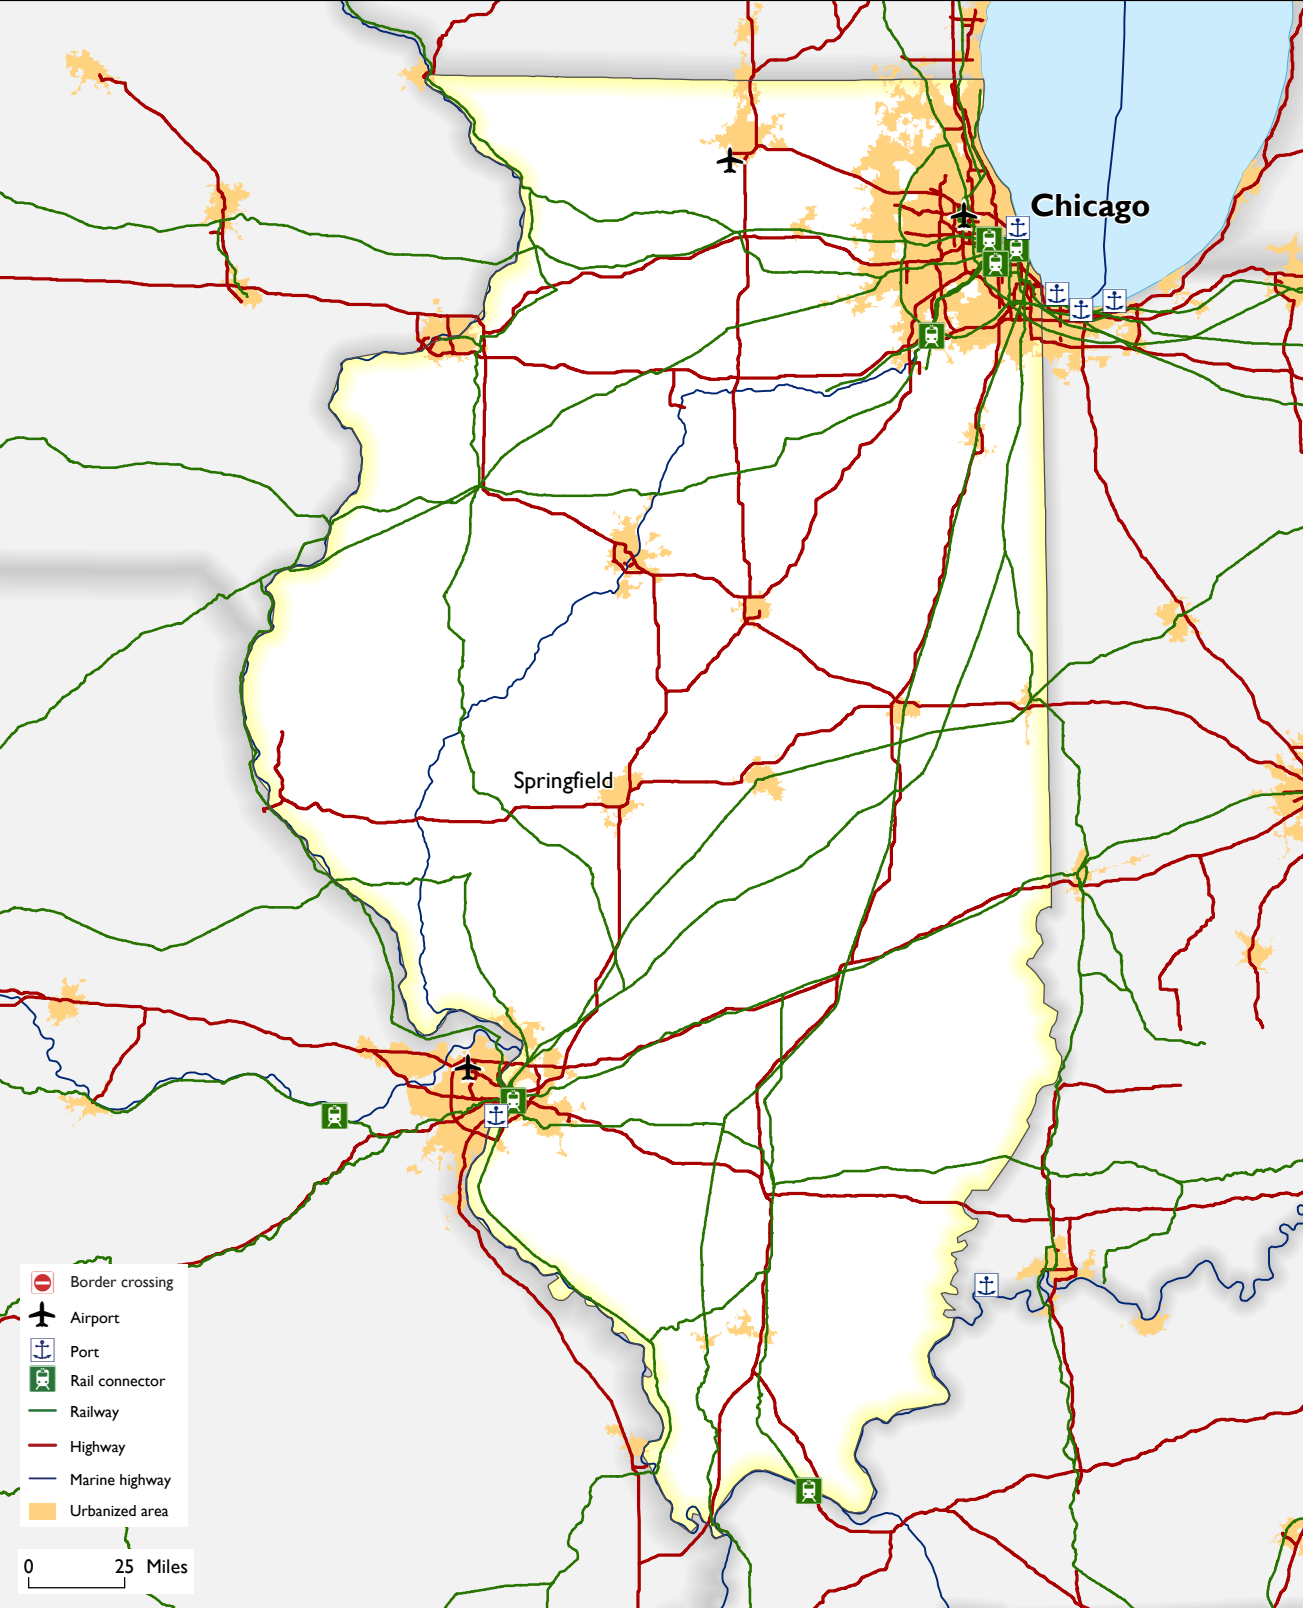 Chicago
Springfield
Border crossing
Airport
Port
Rail connector
Railway
Highway
Marine highway
Urbanized area
0 25 Miles